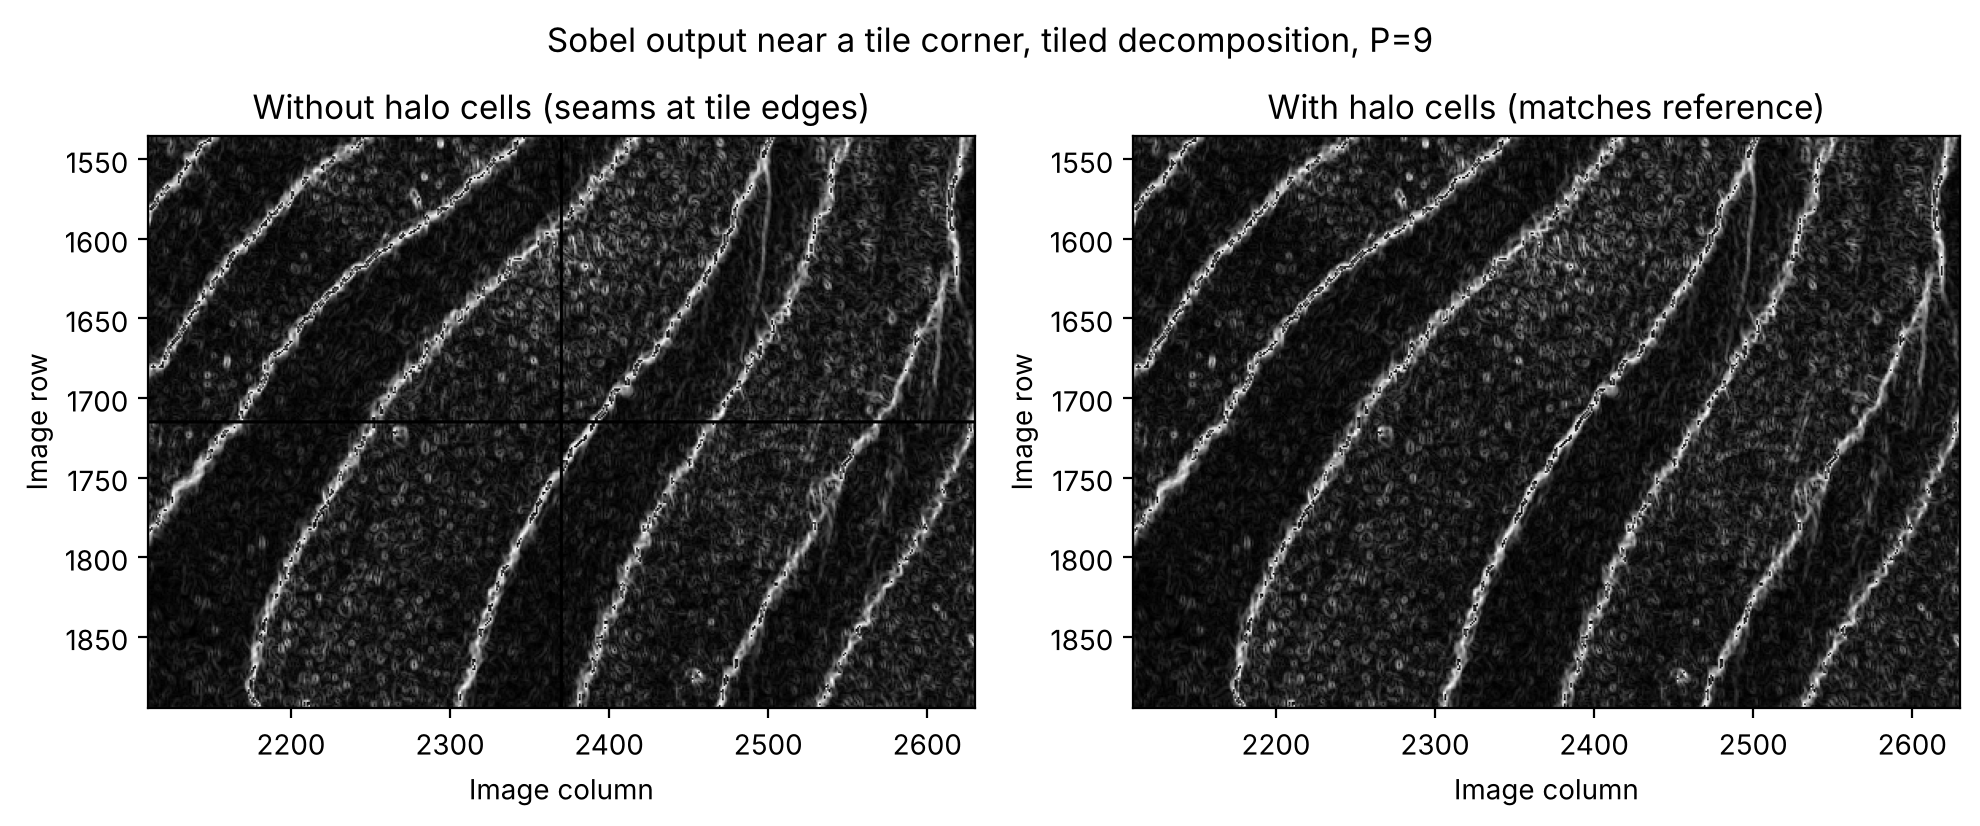 Sobel output near a tile corner, tiled decomposition, P=9
Without halo cells (seams at tile edges)
Image row
1550
1600
1650
1700
1750
1800
1850
2200 2300 2400 2500 2600
Image column
With halo cells (matches reference)
Image row
1550
1600
1650
1700
1750
1800
1850
2200 2300 2400 2500 2600
Image column